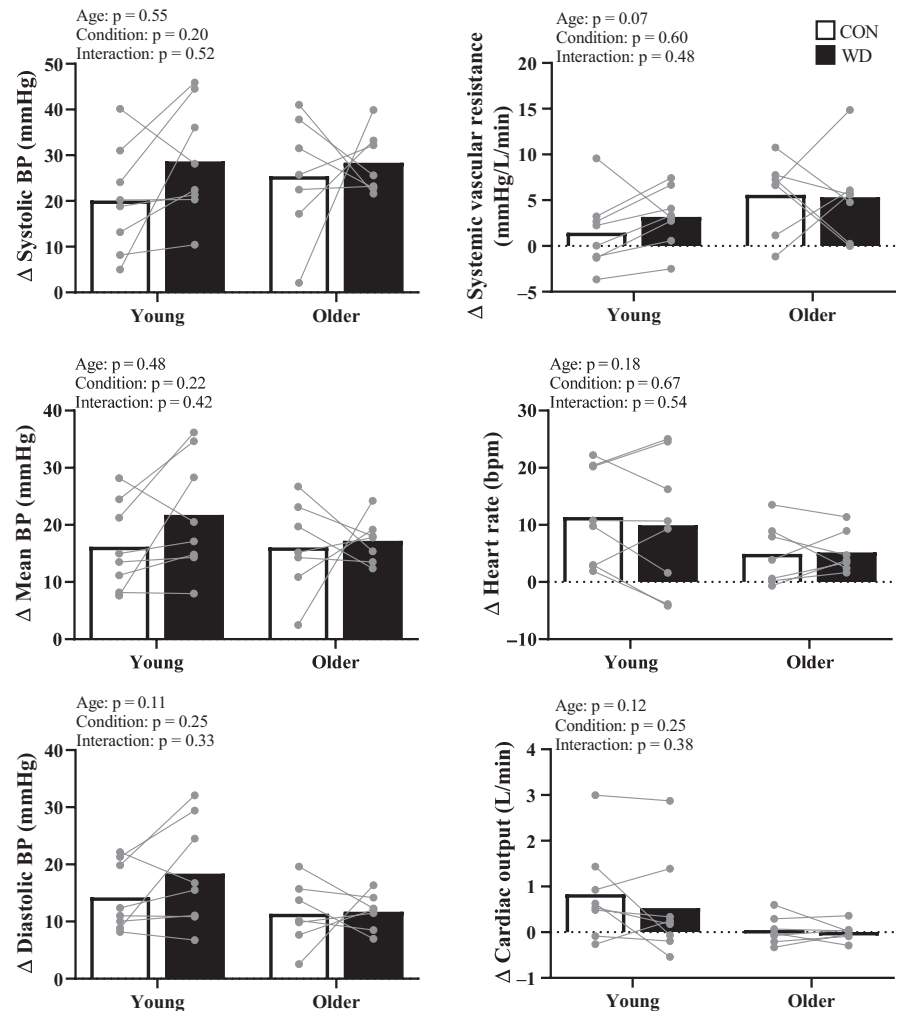 Age: p = 0.55
Condition: p = 0.20
Interaction: p = 0.52
Δ Systolic BP (mmHg)
50
40
30
20
10
0
Young
Older
Age: p = 0.07
Condition: p = 0.60
Interaction: p = 0.48
CON
WD
Δ Systemic vascular resistance
(mmHg/L/min)
20
15
10
5
0
−5
Young
Older
Age: p = 0.48
Condition: p = 0.22
Interaction: p = 0.42
Δ Mean BP (mmHg)
40
30
20
10
0
Young
Older
Age: p = 0.18
Condition: p = 0.67
Interaction: p = 0.54
Δ Heart rate (bpm)
30
20
10
0
−10
Young
Older
Age: p = 0.11
Condition: p = 0.25
Interaction: p = 0.33
Δ Diastolic BP (mmHg)
40
30
20
10
0
Young
Older
Age: p = 0.12
Condition: p = 0.25
Interaction: p = 0.38
Δ Cardiac output (L/min)
4
3
2
1
0
−1
Young
Older